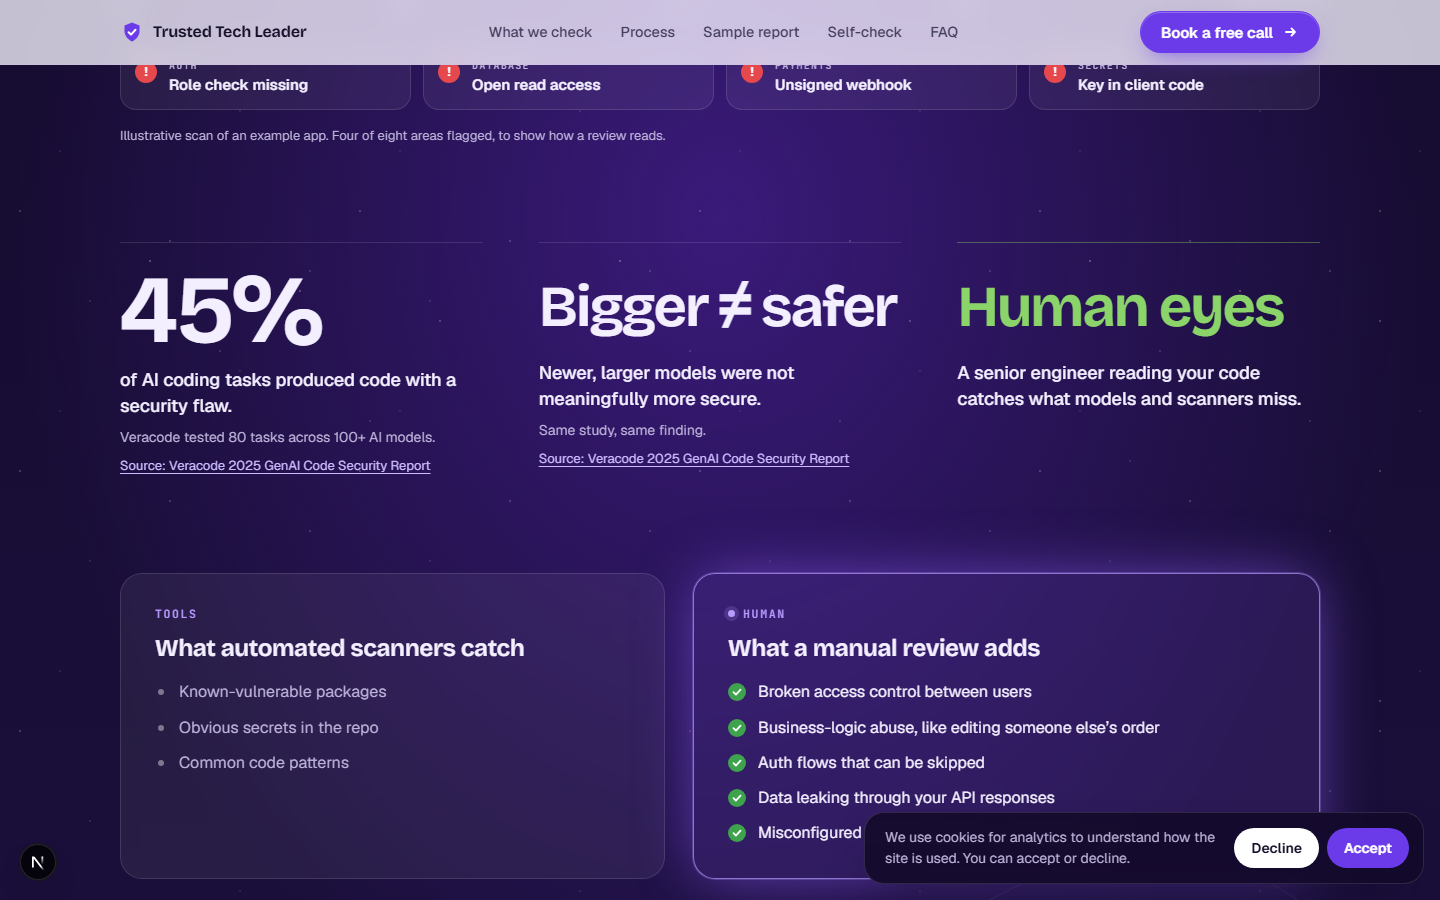 Trusted Tech Leader
What we check
Process
Sample report
Self-check
FAQ
Book a free call
AUTH
DATABASE
PAYMENTS
SECRETS
Role check missing
Open read access
Unsigned webhook
Key in client code
Illustrative scan of an example app. Four of eight areas flagged, to show how a review reads.
45%
of AI coding tasks produced code with a
security flaw.
Veracode tested 80 tasks across 100+ AI models.
Source: Veracode 2025 GenAI Code Security Report
Bigger ≠ safer
Newer, larger models were not
meaningfully more secure.
Same study, same finding.
Source: Veracode 2025 GenAI Code Security Report
Human eyes
A senior engineer reading your code
catches what models and scanners miss.
TOOLS
What automated scanners catch
Known-vulnerable packages
Obvious secrets in the repo
Common code patterns
HUMAN
What a manual review adds
Broken access control between users
Business-logic abuse, like editing someone else’s order
Auth flows that can be skipped
Data leaking through your API responses
Misconfigured
We use cookies for analytics to understand how the
site is used. You can accept or decline.
Decline
Accept
N